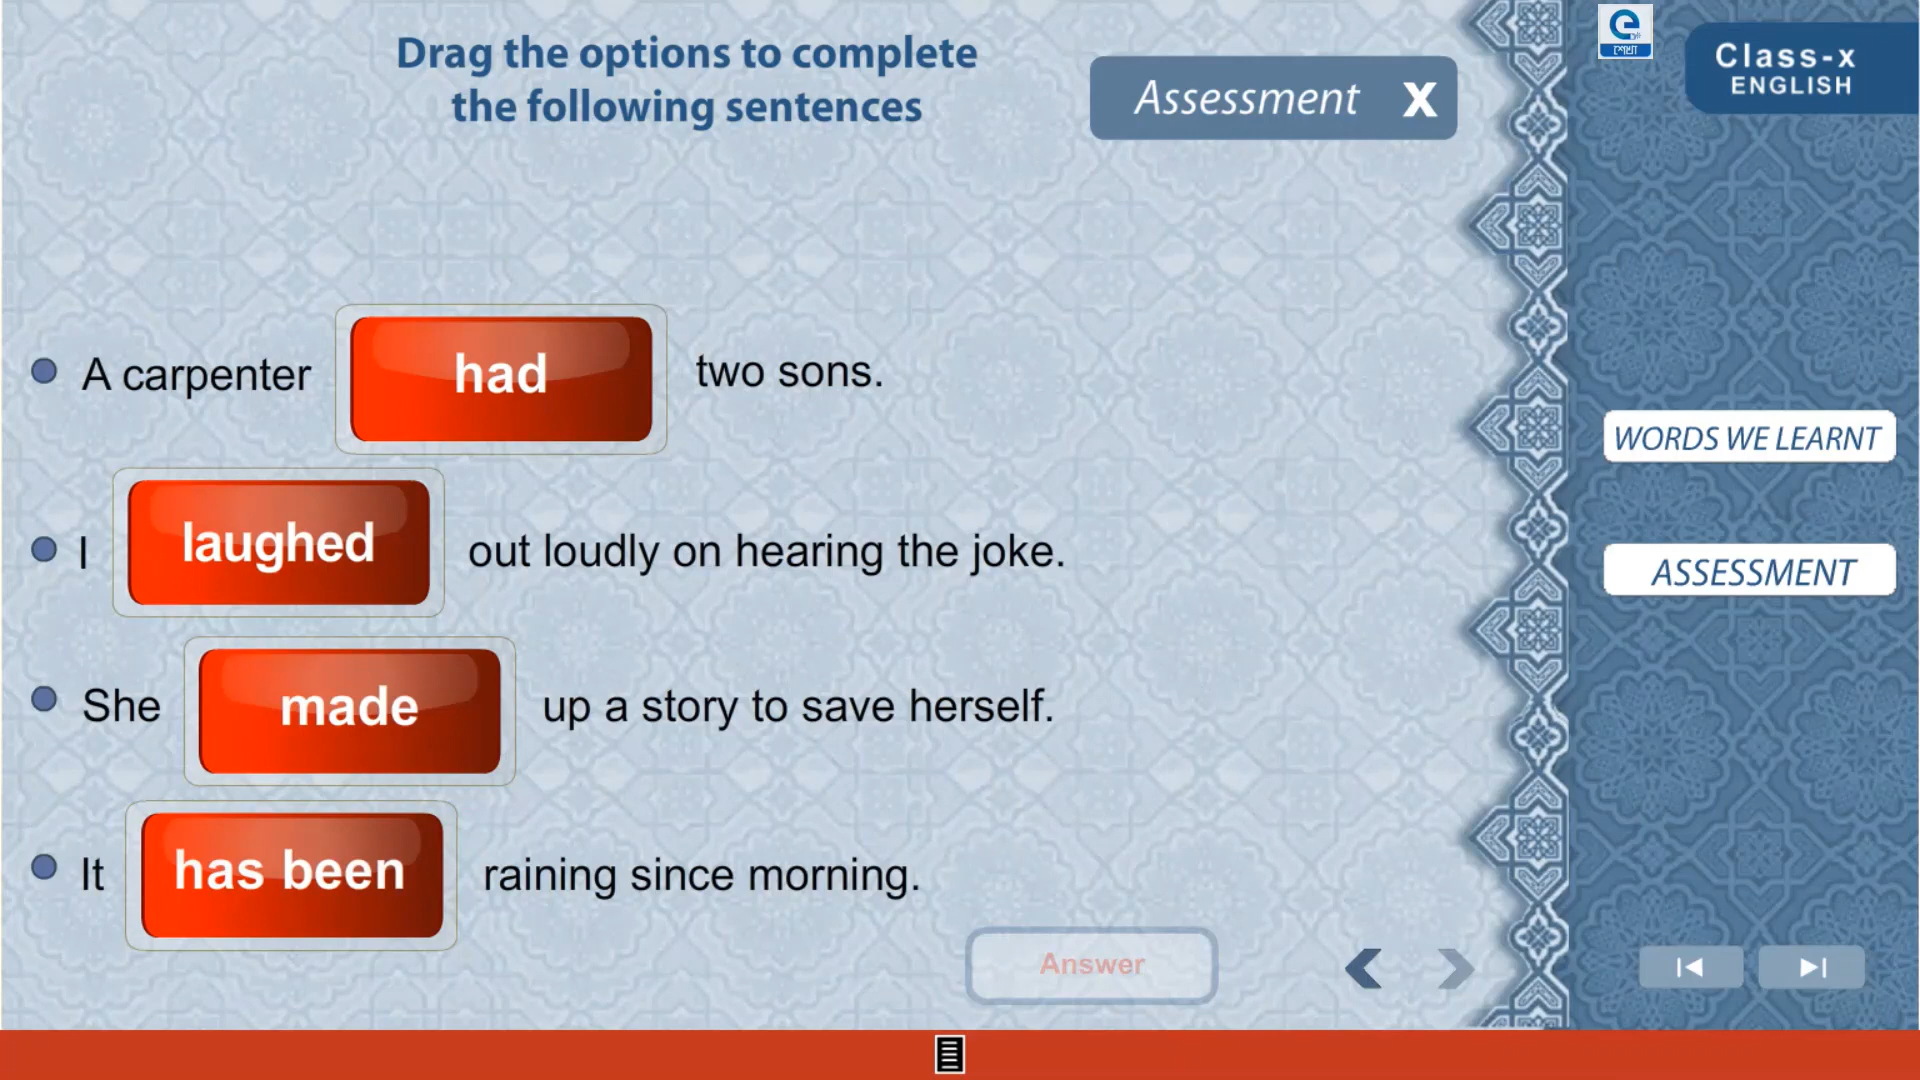 Drag the options to complete
the following sentences
Assessment X
Class-x
ENGLISH
A carpenter had two sons.
I laughed out loudly on hearing the joke.
She made up a story to save herself.
It has been raining since morning.
WORDS WE LEARNT
ASSESSMENT
Answer